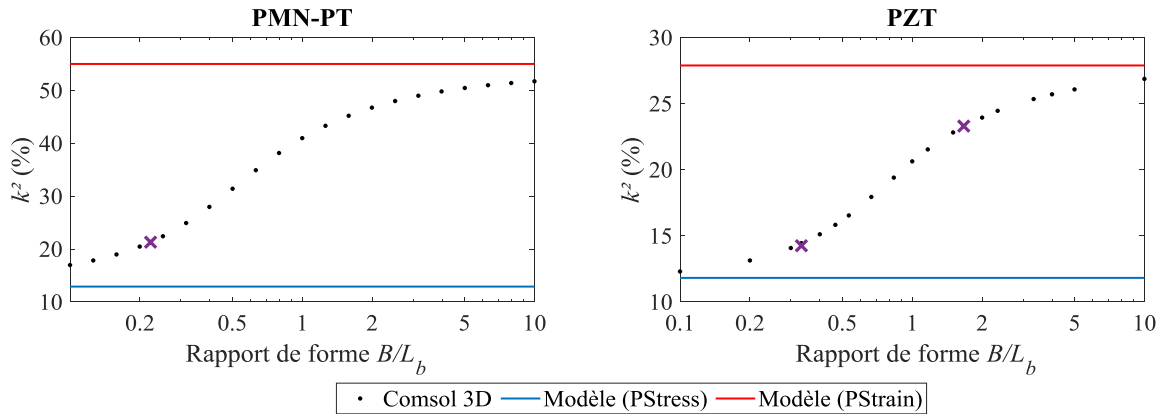 PMN-PT
60
50
40
30
20
10
k² (%)
0.2 0.5 1 2 5 10
Rapport de forme B/L_b
PZT
30
25
20
15
10
k² (%)
0.1 0.2 0.5 1 2 5 10
Rapport de forme B/L_b
Comsol 3D Modèle (PStress) Modèle (PStrain)